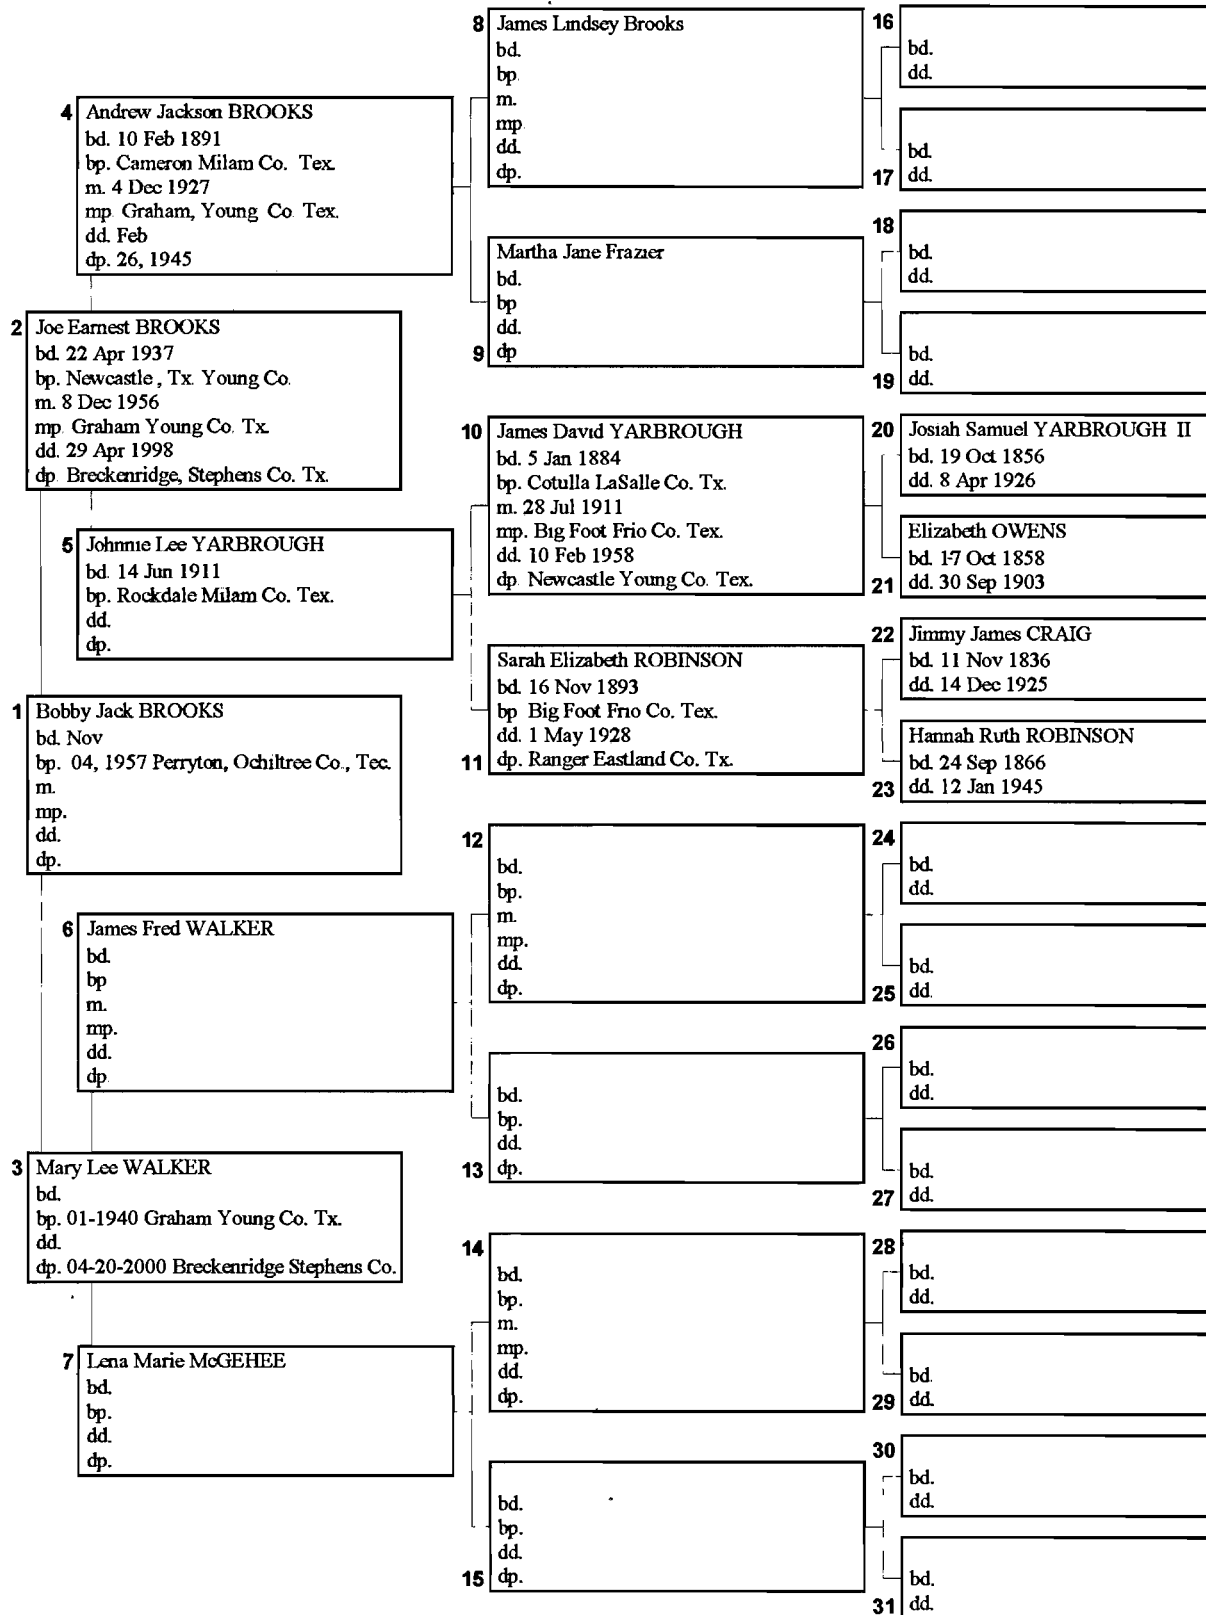 8 James Lindsey Brooks
bd.
bp.
m.
mp
dd.
dp.
16
bd.
dd.
4 Andrew Jackson BROOKS
bd. 10 Feb 1891
bp. Cameron Milam Co. Tex.
m. 4 Dec 1927
mp. Graham, Young Co. Tex.
dd. Feb
dp. 26, 1945
bd.
17 dd.
18
bd.
dd.
Martha Jane Frazier
bd.
bp
dd.
9 dp
bd.
19 dd.
2 Joe Earnest BROOKS
bd. 22 Apr 1937
bp. Newcastle, Tx. Young Co.
m. 8 Dec 1956
mp. Graham Young Co. Tx.
dd. 29 Apr 1998
dp. Breckenridge, Stephens Co. Tx.
10 James David YARBROUGH
bd. 5 Jan 1884
bp. Cotulla LaSalle Co. Tx.
m. 28 Jul 1911
mp. Big Foot Frio Co. Tex.
dd. 10 Feb 1958
dp. Newcastle Young Co. Tex.
20 Josiah Samuel YARBROUGH II
bd. 19 Oct 1856
dd. 8 Apr 1926
Elizabeth OWENS
bd. 17 Oct 1858
21 dd. 30 Sep 1903
5 Johnnie Lee YARBROUGH
bd. 14 Jun 1911
bp. Rockdale Milam Co. Tex.
dd.
dp.
22 Jimmy James CRAIG
bd. 11 Nov 1836
dd. 14 Dec 1925
Sarah Elizabeth ROBINSON
bd. 16 Nov 1893
bp Big Foot Frio Co. Tex.
dd. 1 May 1928
11 dp. Ranger Eastland Co. Tx.
Hannah Ruth ROBINSON
bd. 24 Sep 1866
23 dd. 12 Jan 1945
1 Bobby Jack BROOKS
bd. Nov
bp. 04, 1957 Perryton, Ochiltree Co., Tec.
m.
mp.
dd.
dp.
12
bd.
bp.
m.
mp.
dd.
dp.
24
bd.
dd.
bd.
25 dd.
6 James Fred WALKER
bd.
bp
m.
mp.
dd.
dp
26
bd.
dd.
bd.
bp.
dd.
13 dp.
bd.
27 dd.
3 Mary Lee WALKER
bd.
bp. 01-1940 Graham Young Co. Tx.
dd.
dp. 04-20-2000 Breckenridge Stephens Co.
14
bd.
bp.
m.
mp.
dd.
dp.
28
bd.
dd.
bd.
29 dd.
7 Lena Marie McGEHEE
bd.
bp.
dd.
dp.
30
bd.
dd.
bd.
bp.
dd.
15 dp.
bd.
31 dd.